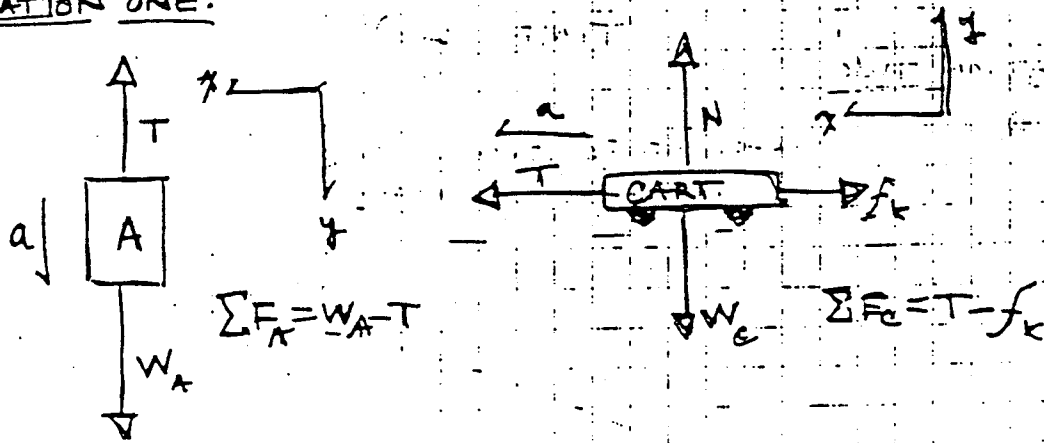 ATION ONE.
T
x
y
a
A
W_A
ΣF_A = W_A - T
y
x
a
N
T
CART.
f_k
W_C
ΣF_C = T - f_k